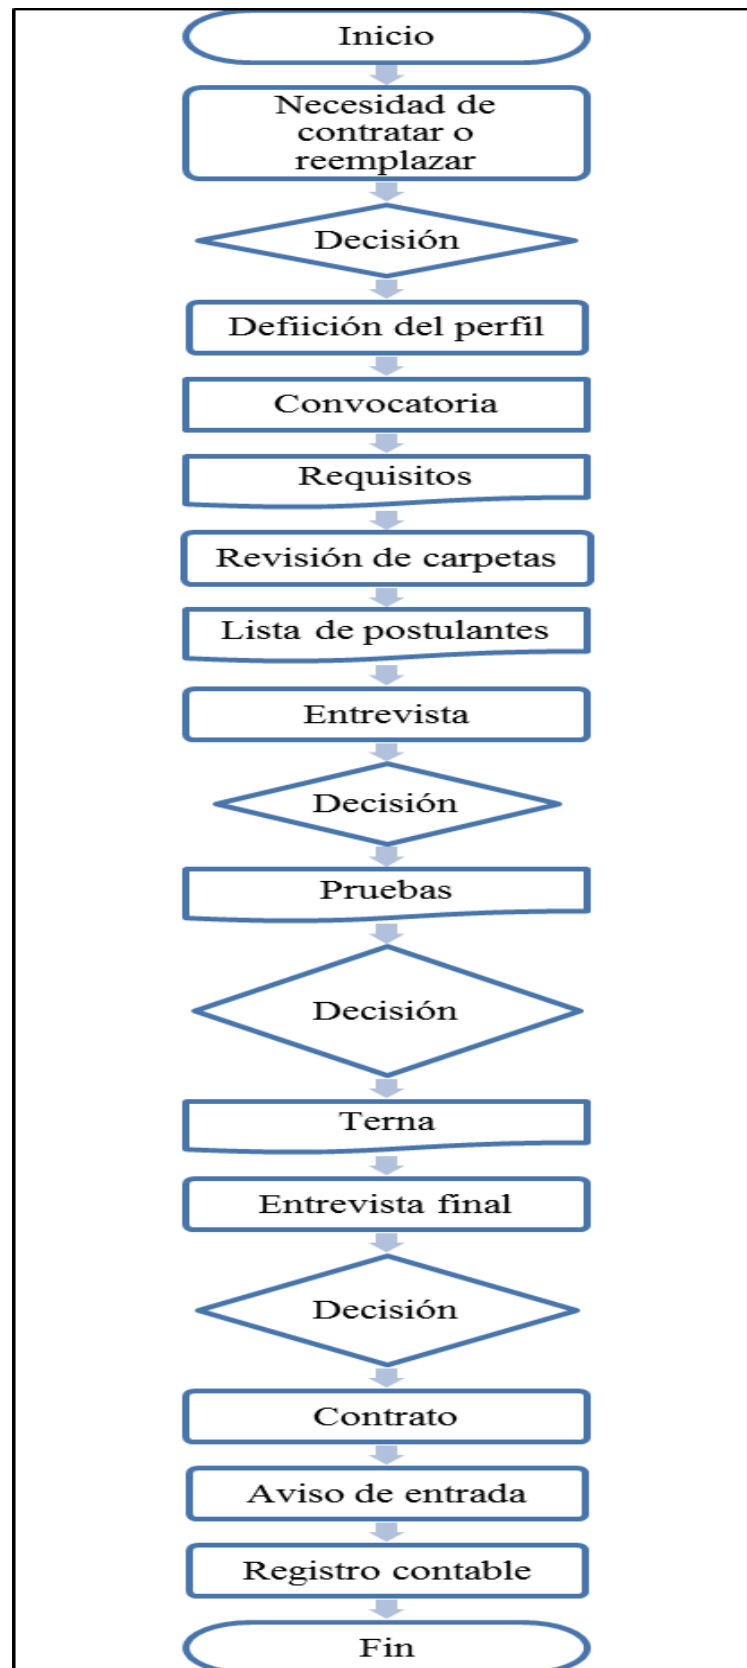 Inicio
Necesidad de
contratar o
reemplazar
Decisión
Defiición del perfil
Convocatoria
Requisitos
Revisión de carpetas
Lista de postulantes
Entrevista
Decisión
Pruebas
Decisión
Terna
Entrevista final
Decisión
Contrato
Aviso de entrada
Registro contable
Fin